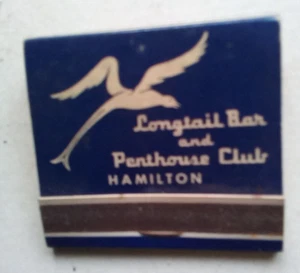 Longtail Bar
and
Penthouse Club
HAMILTON